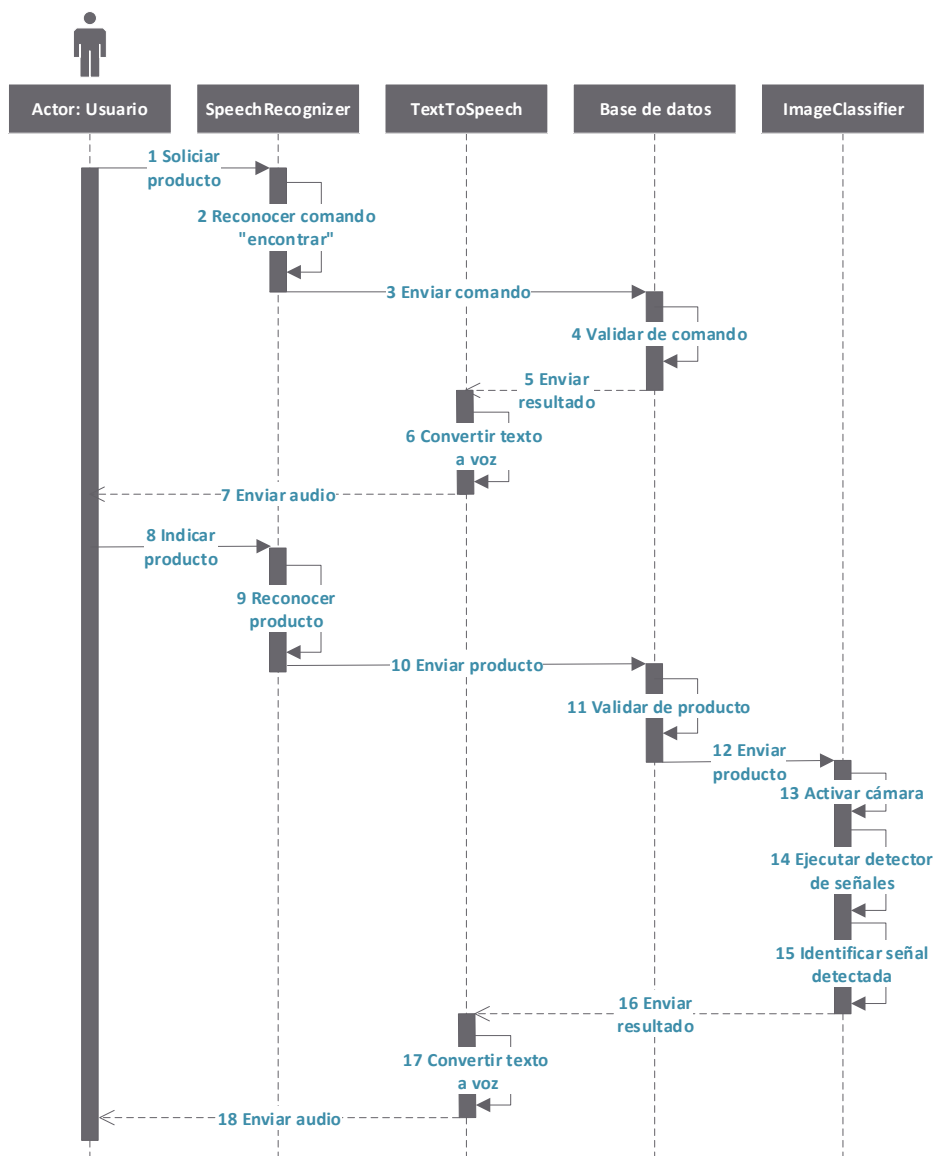 Actor: Usuario
SpeechRecognizer
TextToSpeech
Base de datos
ImageClassifier
1 Soliciar
producto
2 Reconocer comando
"encontrar"
3 Enviar comando
4 Validar de comando
5 Enviar
resultado
6 Convertir texto
a voz
7 Enviar audio
8 Indicar
producto
9 Reconocer
producto
10 Enviar producto
11 Validar de producto
12 Enviar
producto
13 Activar cámara
14 Ejecutar detector
de señales
15 Identificar señal
detectada
16 Enviar
resultado
17 Convertir texto
a voz
18 Enviar audio